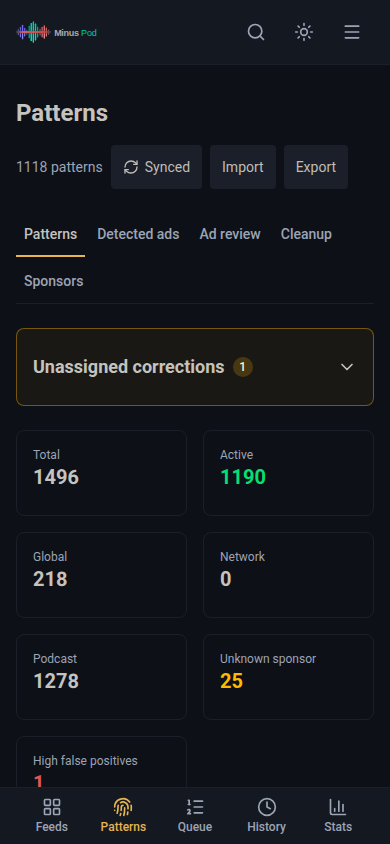 Minus Pod
Patterns
1118 patterns Synced Import Export
Patterns Detected ads Ad review Cleanup
Sponsors
Unassigned corrections 1
Total Active
1496 1190
Global Network
218 0
Podcast Unknown sponsor
1278 25
High false positives
1
Feeds Patterns Queue History Stats